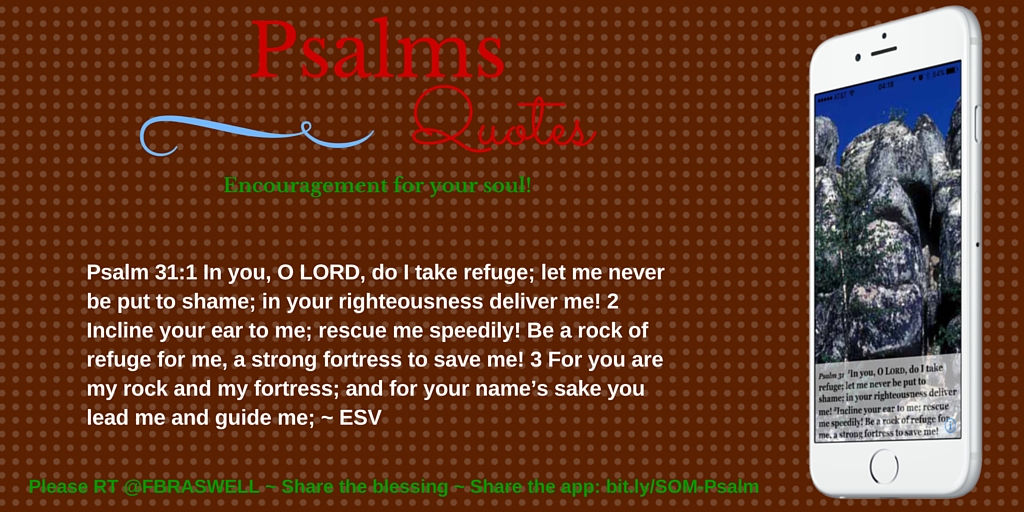 Psalms
Quotes
Encouragement for your soul!
Psalm 31:1 In you, O LORD, do I take refuge; let me never
be put to shame; in your righteousness deliver me! 2
Incline your ear to me; rescue me speedily! Be a rock of
refuge for me, a strong fortress to save me! 3 For you are
my rock and my fortress; and for your name’s sake you
lead me and guide me; ~ ESV
Please RT @FBRASWELL ~ Share the blessing ~ Share the app: bit.ly/SOM-Psalm
AT&T 04:18 84%
Psalm 31 ¹In you, O LORD, do I take
refuge; let me never be put to
shame; in your righteousness deliver
me! ²Incline your ear to me; rescue
me speedily! Be a rock of refuge for
me, a strong fortress to save me!